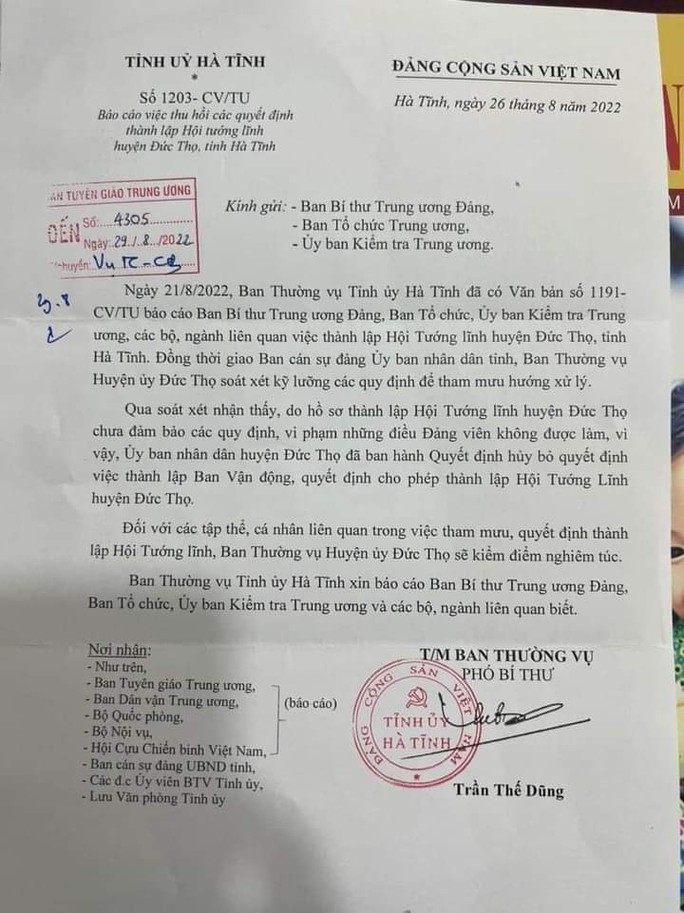 TỈNH UỶ HÀ TĨNH
*
Số 1203- CV/TU
Báo cáo việc thu hồi các quyết định
thành lập Hội tướng lĩnh
huyện Đức Thọ, tỉnh Hà Tĩnh
ĐẢNG CỘNG SẢN VIỆT NAM
Hà Tĩnh, ngày 26 tháng 8 năm 2022
AN TUYÊN GIÁO TRUNG ƯƠNG
ĐẾN Số:....4305..............
Ngày:..29../..8../2022
huyển: Vụ TC-CB
Kính gửi: - Ban Bí thư Trung ương Đảng,
- Ban Tổ chức Trung ương,
- Ủy ban Kiểm tra Trung ương.
Ngày 21/8/2022, Ban Thường vụ Tỉnh ủy Hà Tĩnh đã có Văn bản số 1191-
CV/TU báo cáo Ban Bí thư Trung ương Đảng, Ban Tổ chức, Ủy ban Kiểm tra Trung
ương, các bộ, ngành liên quan việc thành lập Hội Tướng lĩnh huyện Đức Thọ, tỉnh
Hà Tĩnh. Đồng thời giao Ban cán sự đảng Ủy ban nhân dân tỉnh, Ban Thường vụ
Huyện ủy Đức Thọ soát xét kỹ lưỡng các quy định để tham mưu hướng xử lý.
Qua soát xét nhận thấy, do hồ sơ thành lập Hội Tướng lĩnh huyện Đức Thọ
chưa đảm bảo các quy định, vi phạm những điều Đảng viên không được làm, vì
vậy, Ủy ban nhân dân huyện Đức Thọ đã ban hành Quyết định hủy bỏ quyết định
việc thành lập Ban Vận động, quyết định cho phép thành lập Hội Tướng Lĩnh
huyện Đức Thọ.
Đối với các tập thể, cá nhân liên quan trong việc tham mưu, quyết định thành
lập Hội Tướng lĩnh, Ban Thường vụ Huyện ủy Đức Thọ sẽ kiểm điểm nghiêm túc.
Ban Thường vụ Tỉnh ủy Hà Tĩnh xin báo cáo Ban Bí thư Trung ương Đảng,
Ban Tổ chức, Ủy ban Kiểm tra Trung ương và các bộ, ngành liên quan biết.
Nơi nhận:
- Như trên,
- Ban Tuyên giáo Trung ương,
- Ban Dân vận Trung ương,
- Bộ Quốc phòng,
- Bộ Nội vụ,
- Hội Cựu Chiến binh Việt Nam,
(báo cáo)
- Ban cán sự đảng UBND tỉnh,
- Các đ.c Ủy viên BTV Tỉnh ủy,
- Lưu Văn phòng Tỉnh ủy
T/M BAN THƯỜNG VỤ
PHÓ BÍ THƯ
ĐẢNG CỘNG SẢN VIỆT NAM
TỈNH ỦY
HÀ TĨNH
Trần Thế Dũng